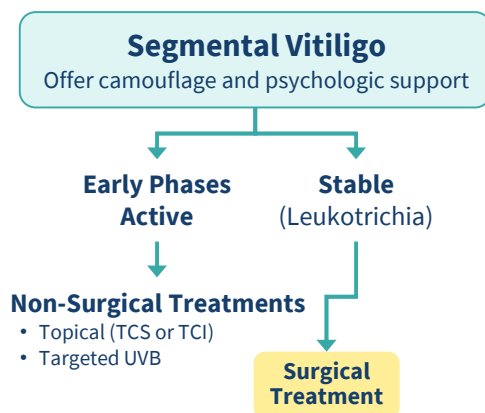 Segmental Vitiligo
Offer camouflage and psychologic support
Early Phases
Active
Stable
(Leukotrichia)
Non-Surgical Treatments
• Topical (TCS or TCI)
• Targeted UVB
Surgical
Treatment